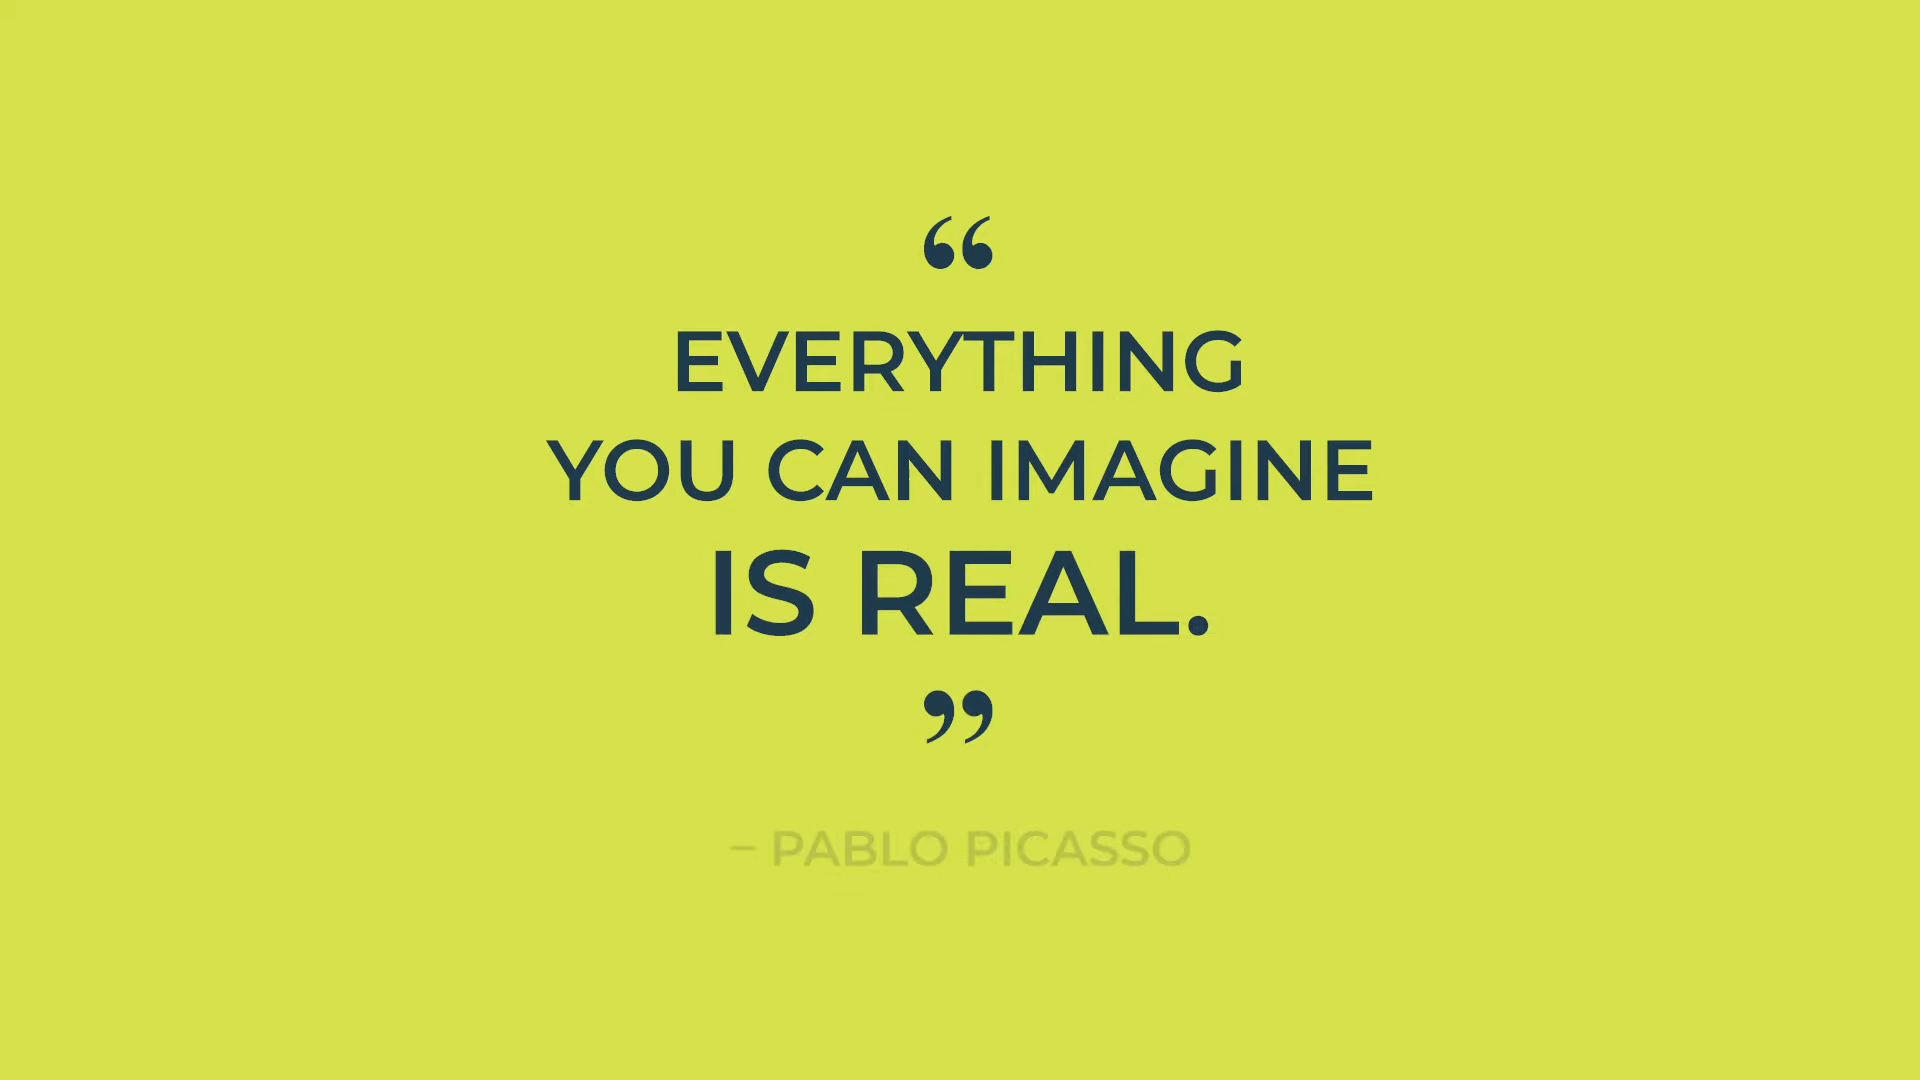 “
EVERYTHING
YOU CAN IMAGINE
IS REAL.
”
– PABLO PICASSO